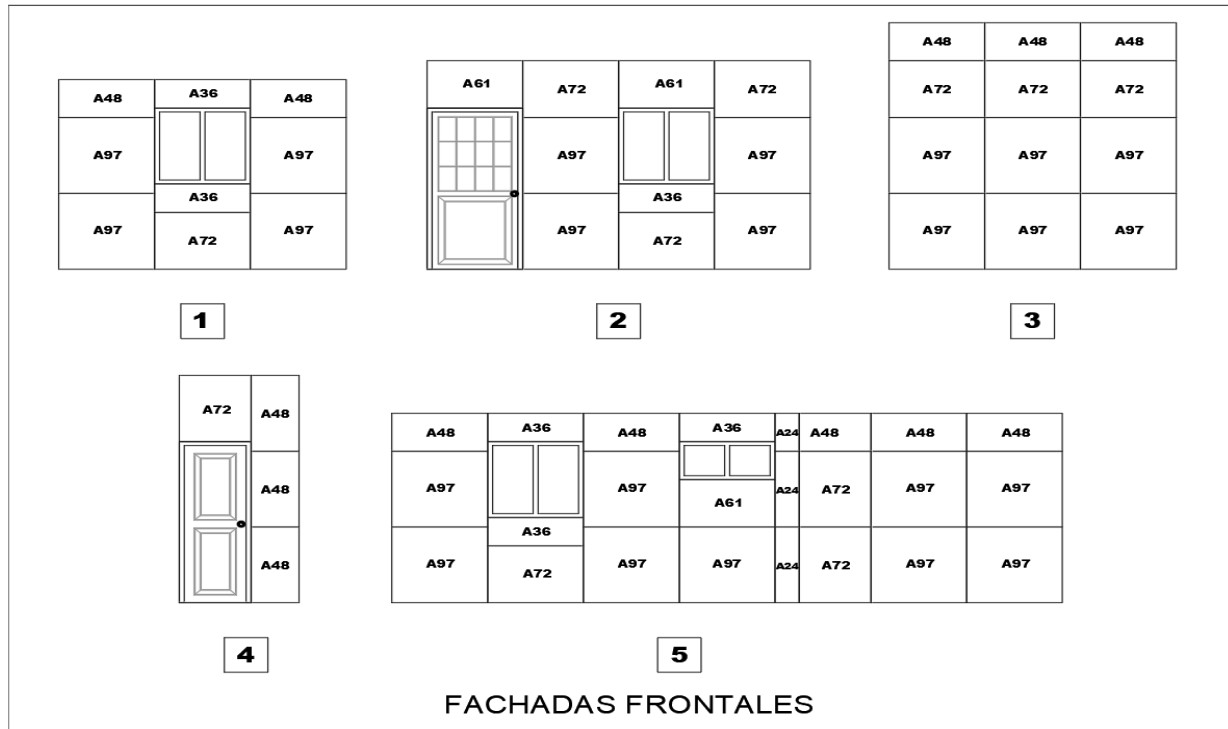 A48 A36 A48
A97 A97
A36
A97 A72 A97
1
A61 A72 A61 A72
A97 A97
A36
A97 A72 A97
2
A48 A48 A48
A72 A72 A72
A97 A97 A97
A97 A97 A97
3
A72 A48
A48
A48
4
A48 A36 A48 A36 A24 A48 A48 A48
A97 A97 A61 A24 A72 A97 A97
A36
A97 A72 A97 A97 A24 A72 A97 A97
5
FACHADAS FRONTALES